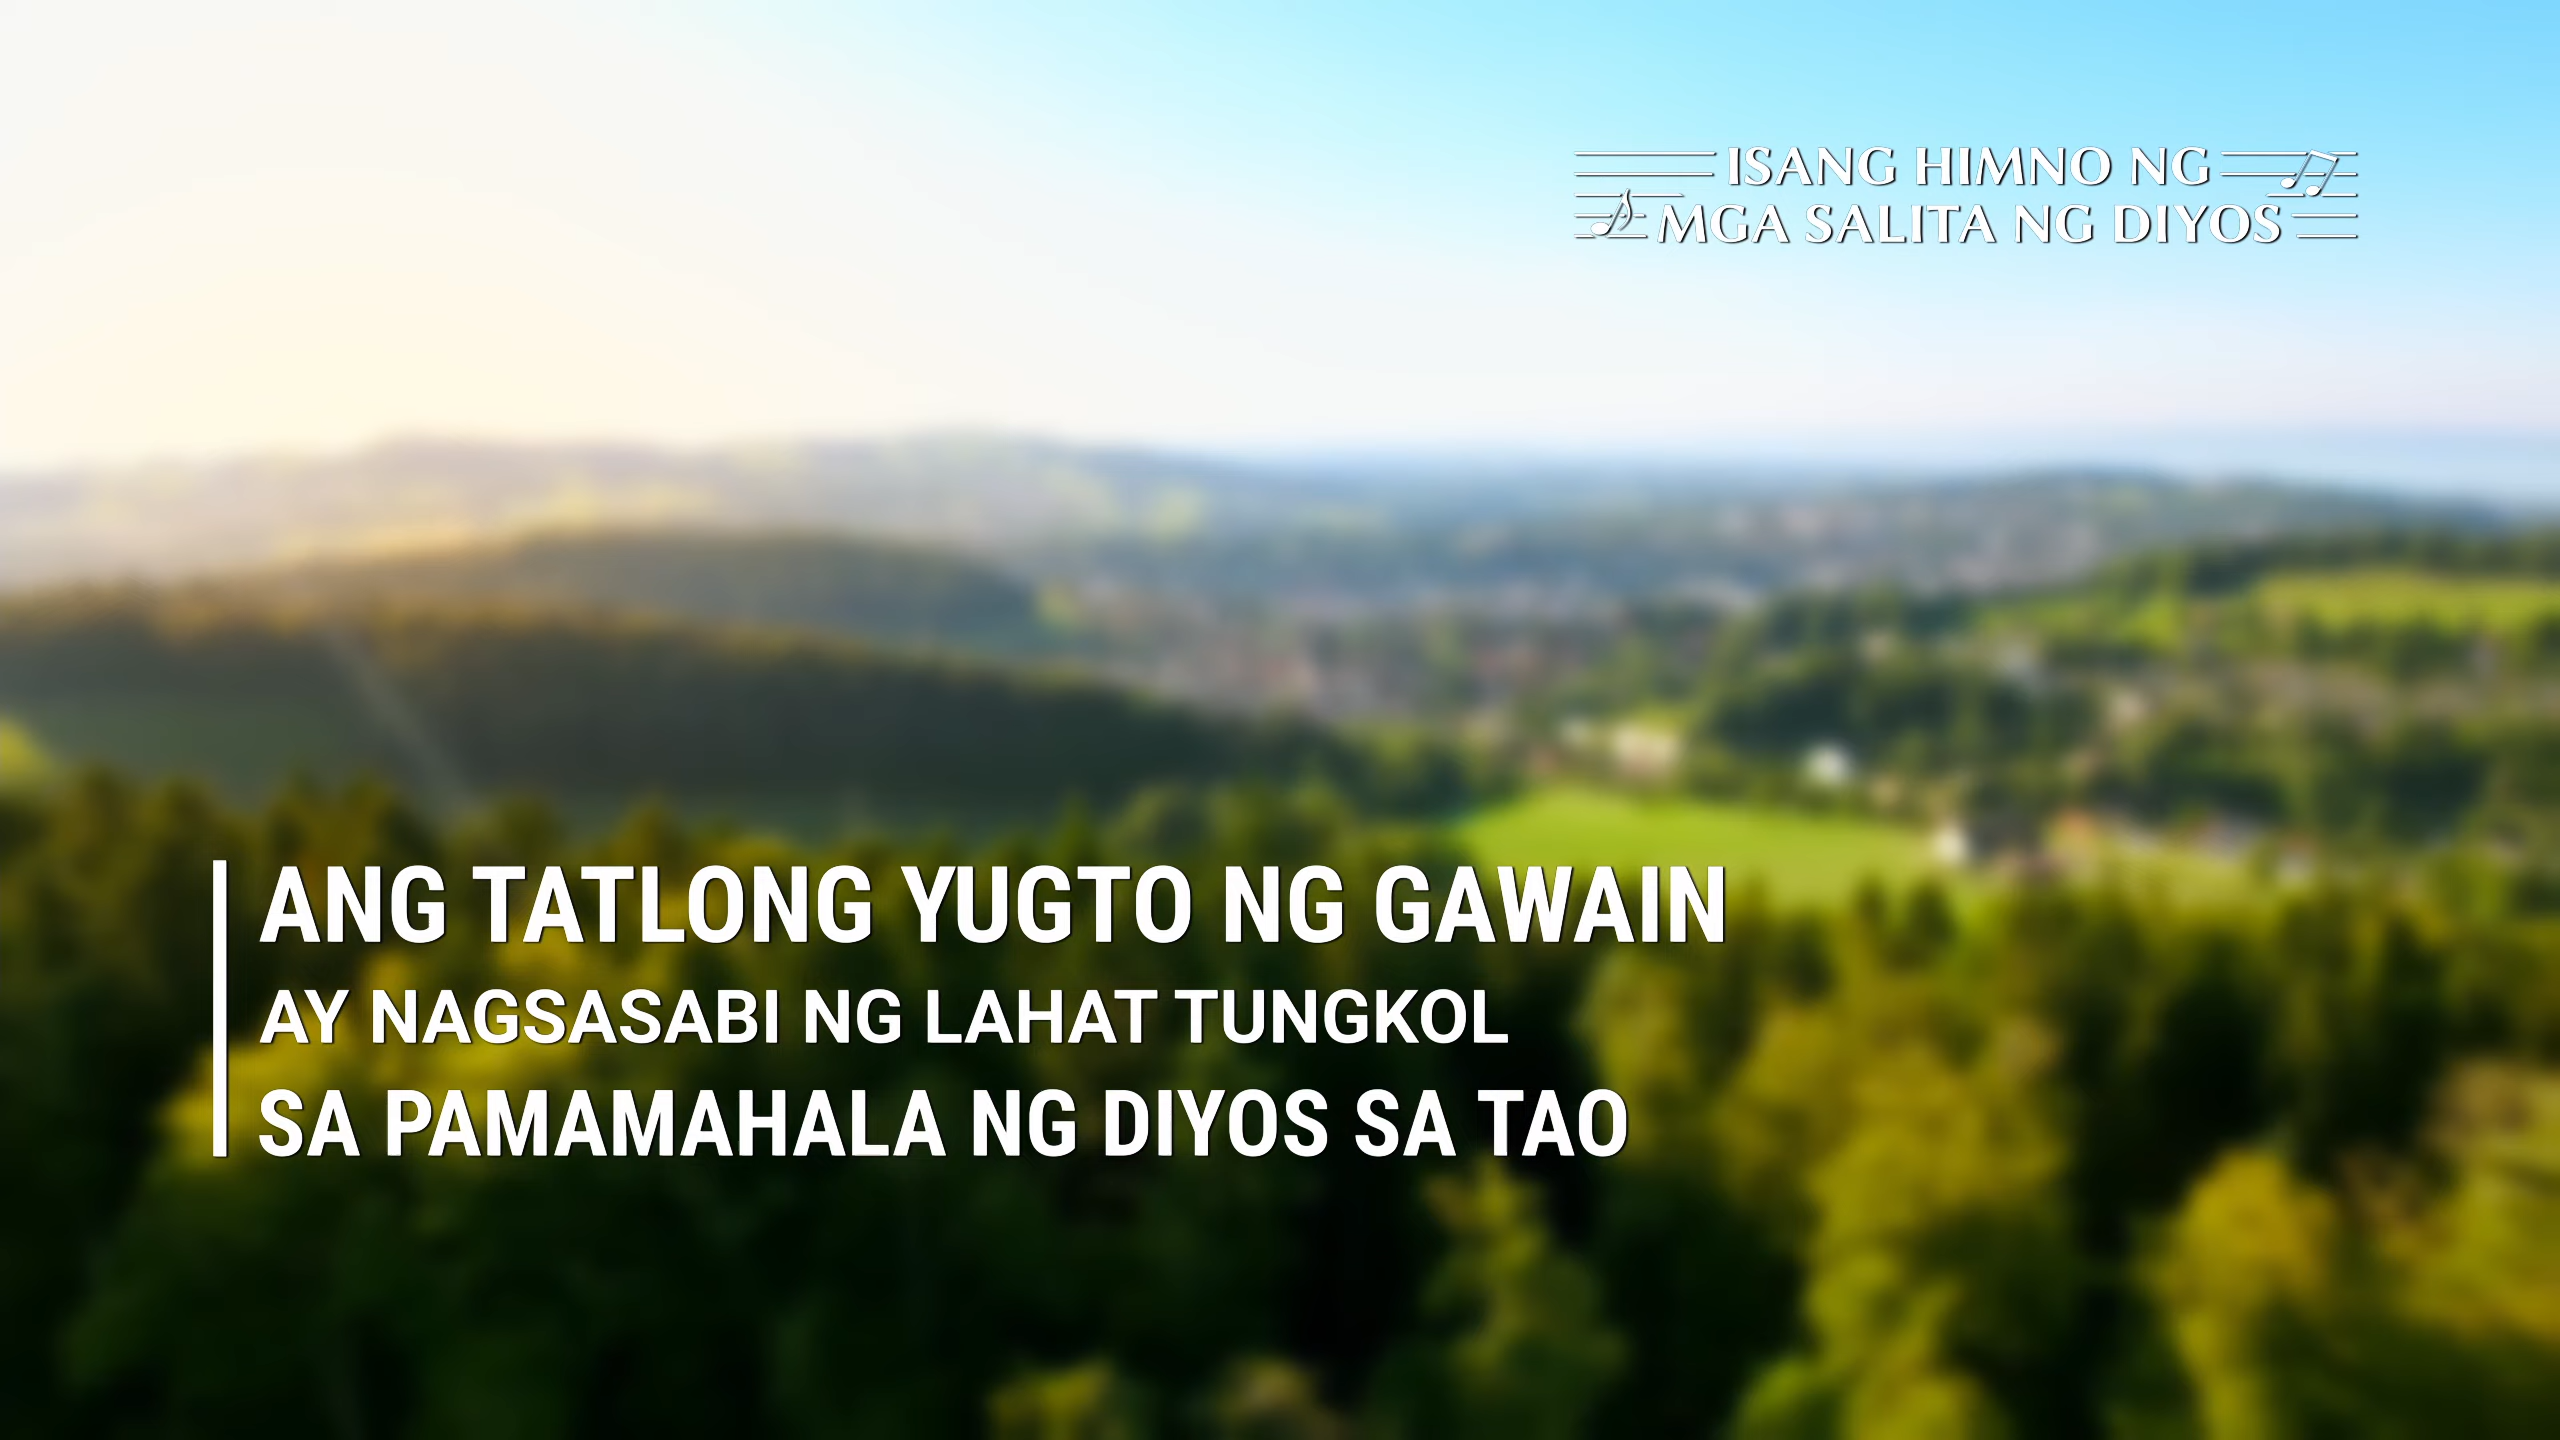 ISANG HIMNO NG
MGA SALITA NG DIYOS
ANG TATLONG YUGTO NG GAWAIN
AY NAGSASABI NG LAHAT TUNGKOL
SA PAMAMAHALA NG DIYOS SA TAO